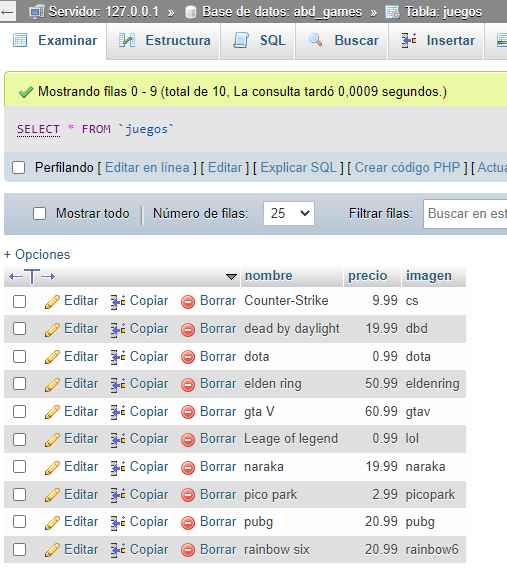 Servidor: 127.0.0.1 » Base de datos: abd_games » Tabla: juegos
Examinar Estructura SQL Buscar Insertar
Mostrando filas 0 - 9 (total de 10, La consulta tardó 0,0009 segundos.)
SELECT * FROM `juegos`
Perfilando [ Editar en línea ] [ Editar ] [ Explicar SQL ] [ Crear código PHP ] [ Actua
Mostrar todo Número de filas: 25 Filtrar filas: Buscar en est
+ Opciones
nombre precio imagen
Editar Copiar Borrar Counter-Strike 9.99 cs
Editar Copiar Borrar dead by daylight 19.99 dbd
Editar Copiar Borrar dota 0.99 dota
Editar Copiar Borrar elden ring 50.99 eldenring
Editar Copiar Borrar gta V 60.99 gtav
Editar Copiar Borrar Leage of legend 0.99 lol
Editar Copiar Borrar naraka 19.99 naraka
Editar Copiar Borrar pico park 2.99 picopark
Editar Copiar Borrar pubg 20.99 pubg
Editar Copiar Borrar rainbow six 20.99 rainbow6